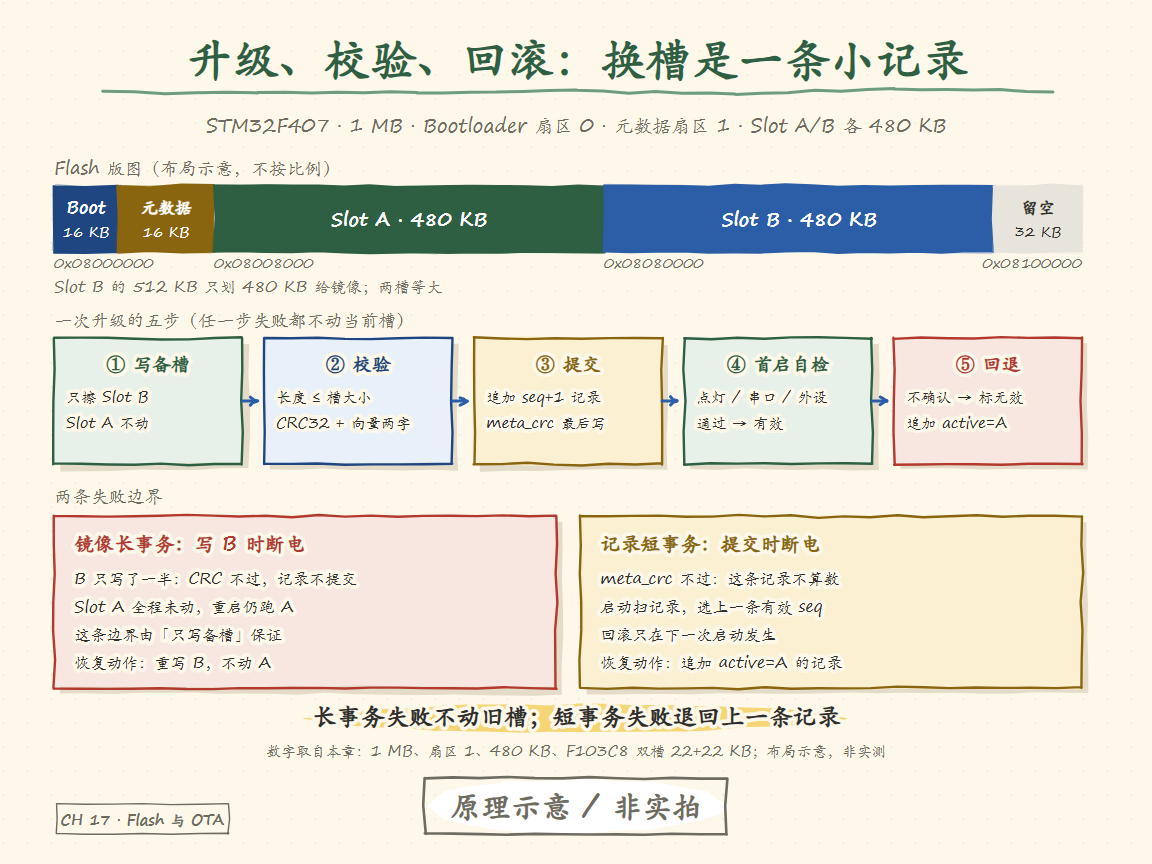 升级、校验、回滚：换槽是一条小记录
STM32F407 · 1 MB · Bootloader 扇区 0 · 元数据扇区 1 · Slot A/B 各 480 KB
Flash 版图（布局示意，不按比例）
Boot
16 KB
元数据
16 KB
Slot A · 480 KB
Slot B · 480 KB
留空
32 KB
0x08000000
0x08008000
0x08080000
0x08100000
Slot B 的 512 KB 只划 480 KB 给镜像；两槽等大
一次升级的五步（任一步失败都不动当前槽）
① 写备槽
只擦 Slot B
Slot A 不动
② 校验
长度 ≤ 槽大小
CRC32 + 向量两字
③ 提交
追加 seq+1 记录
meta_crc 最后写
④ 首启自检
点灯 / 串口 / 外设
通过 → 有效
⑤ 回退
不确认 → 标无效
追加 active=A
两条失败边界
镜像长事务：写 B 时断电
B 只写了一半：CRC 不过，记录不提交
Slot A 全程未动，重启仍跑 A
这条边界由「只写备槽」保证
恢复动作：重写 B，不动 A
记录短事务：提交时断电
meta_crc 不过：这条记录不算数
启动扫记录，选上一条有效 seq
回滚只在下一次启动发生
恢复动作：追加 active=A 的记录
长事务失败不动旧槽；短事务失败退回上一条记录
数字取自本章：1 MB、扇区 1、480 KB、F103C8 双槽 22+22 KB；布局示意，非实测
原理示意 / 非实拍
CH 17 · Flash 与 OTA